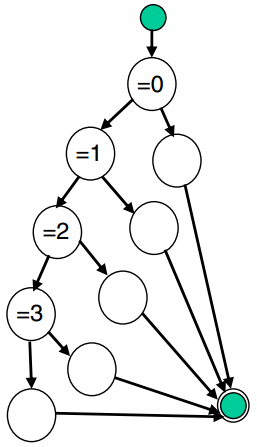 =0
=1
=2
=3